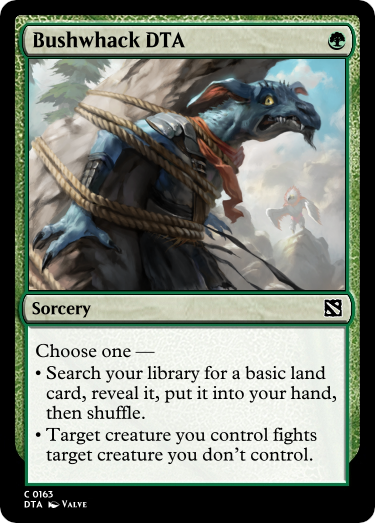 Bushwhack DTA
Sorcery
Choose one —
• Search your library for a basic land
card, reveal it, put it into your hand,
then shuffle.
• Target creature you control fights
target creature you don't control.
C 0163
DTA Valve